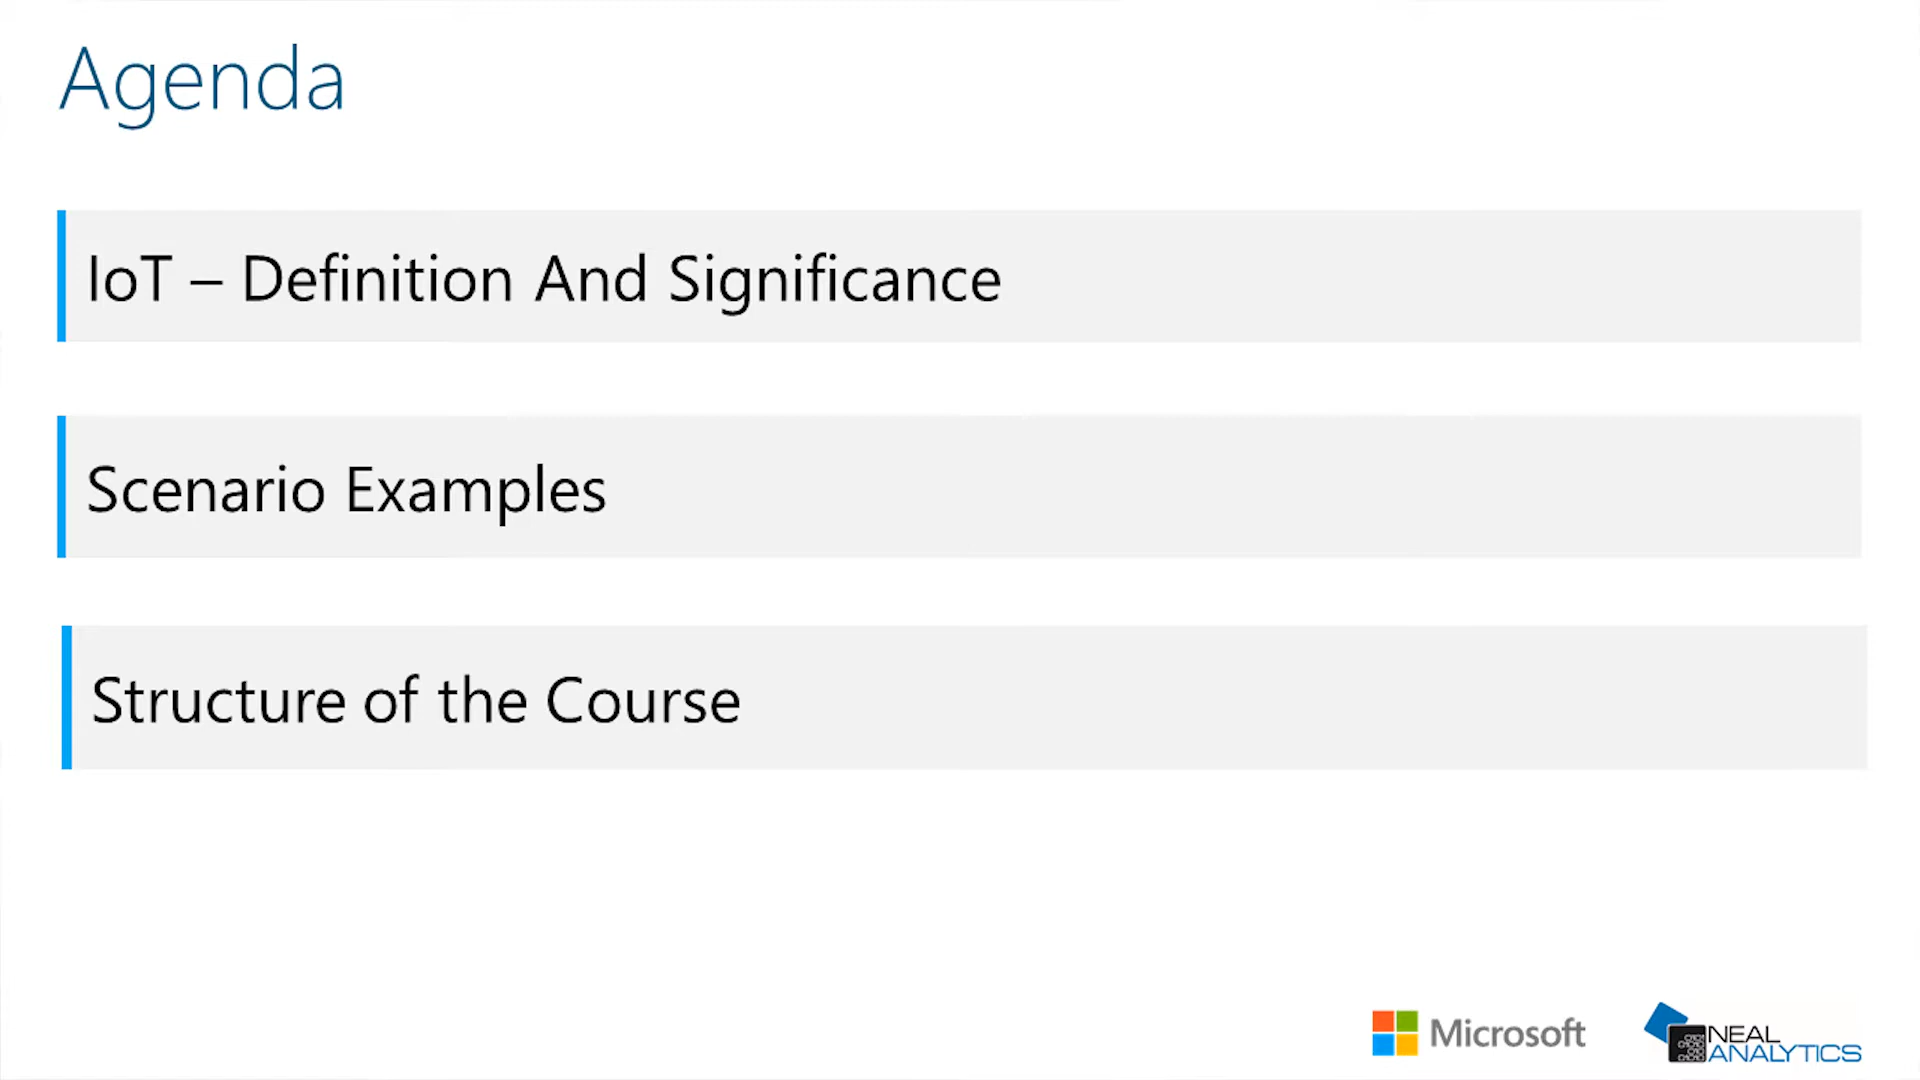 Agenda
IoT – Definition And Significance
Scenario Examples
Structure of the Course
Microsoft
NEAL
ANALYTICS